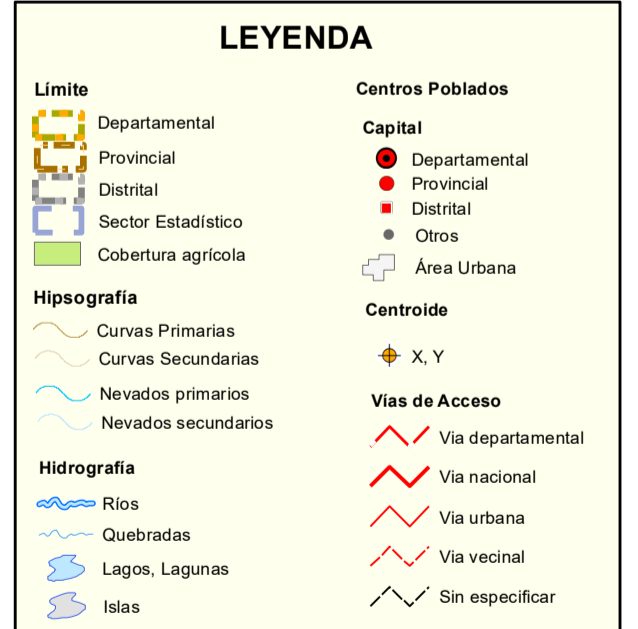 LEYENDA
Límite
Departamental
Provincial
Distrital
Sector Estadístico
Cobertura agrícola
Hipsografía
Curvas Primarias
Curvas Secundarias
Nevados primarios
Nevados secundarios
Hidrografía
Ríos
Quebradas
Lagos, Lagunas
Islas
Centros Poblados
Capital
Departamental
Provincial
Distrital
Otros
Área Urbana
Centroide
X, Y
Vías de Acceso
Via departamental
Via nacional
Via urbana
Via vecinal
Sin especificar